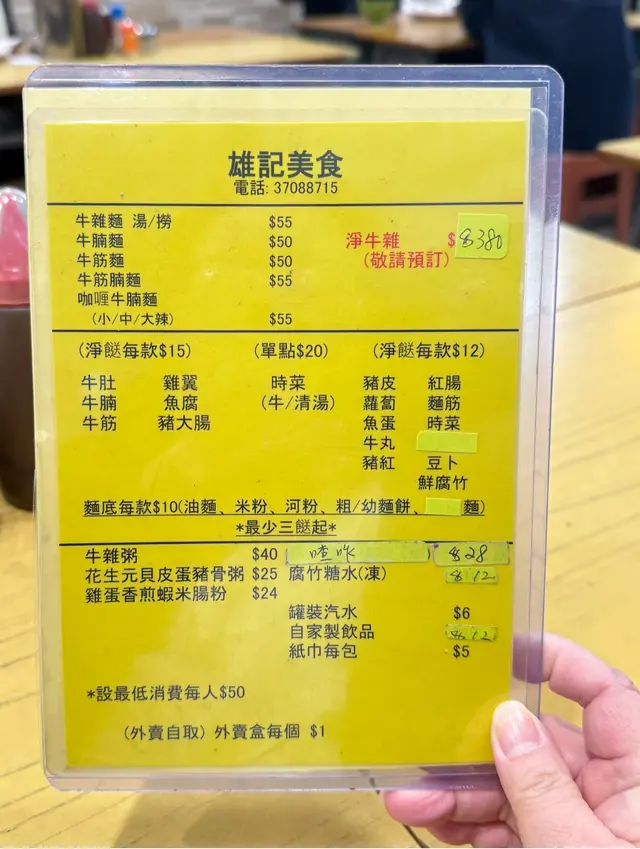 雄記美食
電話: 37088715
牛雜麵 湯/撈 $55
牛腩麵 $50
牛筋麵 $50
牛筋腩麵 $55
咖喱牛腩麵
(小/中/大辣) $55
淨牛雜 $ $380
(敬請預訂)
(淨餸每款$15) (單點$20) (淨餸每款$12)
牛肚 雞翼 時菜 豬皮 紅腸
牛腩 魚腐 (牛/清湯)蘿蔔 麵筋
牛筋 豬大腸 魚蛋 時菜
牛丸
豬紅 豆卜
鮮腐竹
麵底每款$10(油麵、米粉、河粉、粗/幼麵餅、 麵)
*最少三餸起*
牛雜粥 $40 喳咋 ) $28
花生元貝皮蛋豬骨粥 $25 腐竹糖水(凍) $12
雞蛋香煎蝦米腸粉 $24
罐裝汽水 $6
自家製飲品 $12
紙巾每包 $5
*設最低消費每人$50
(外賣自取) 外賣盒每個 $1